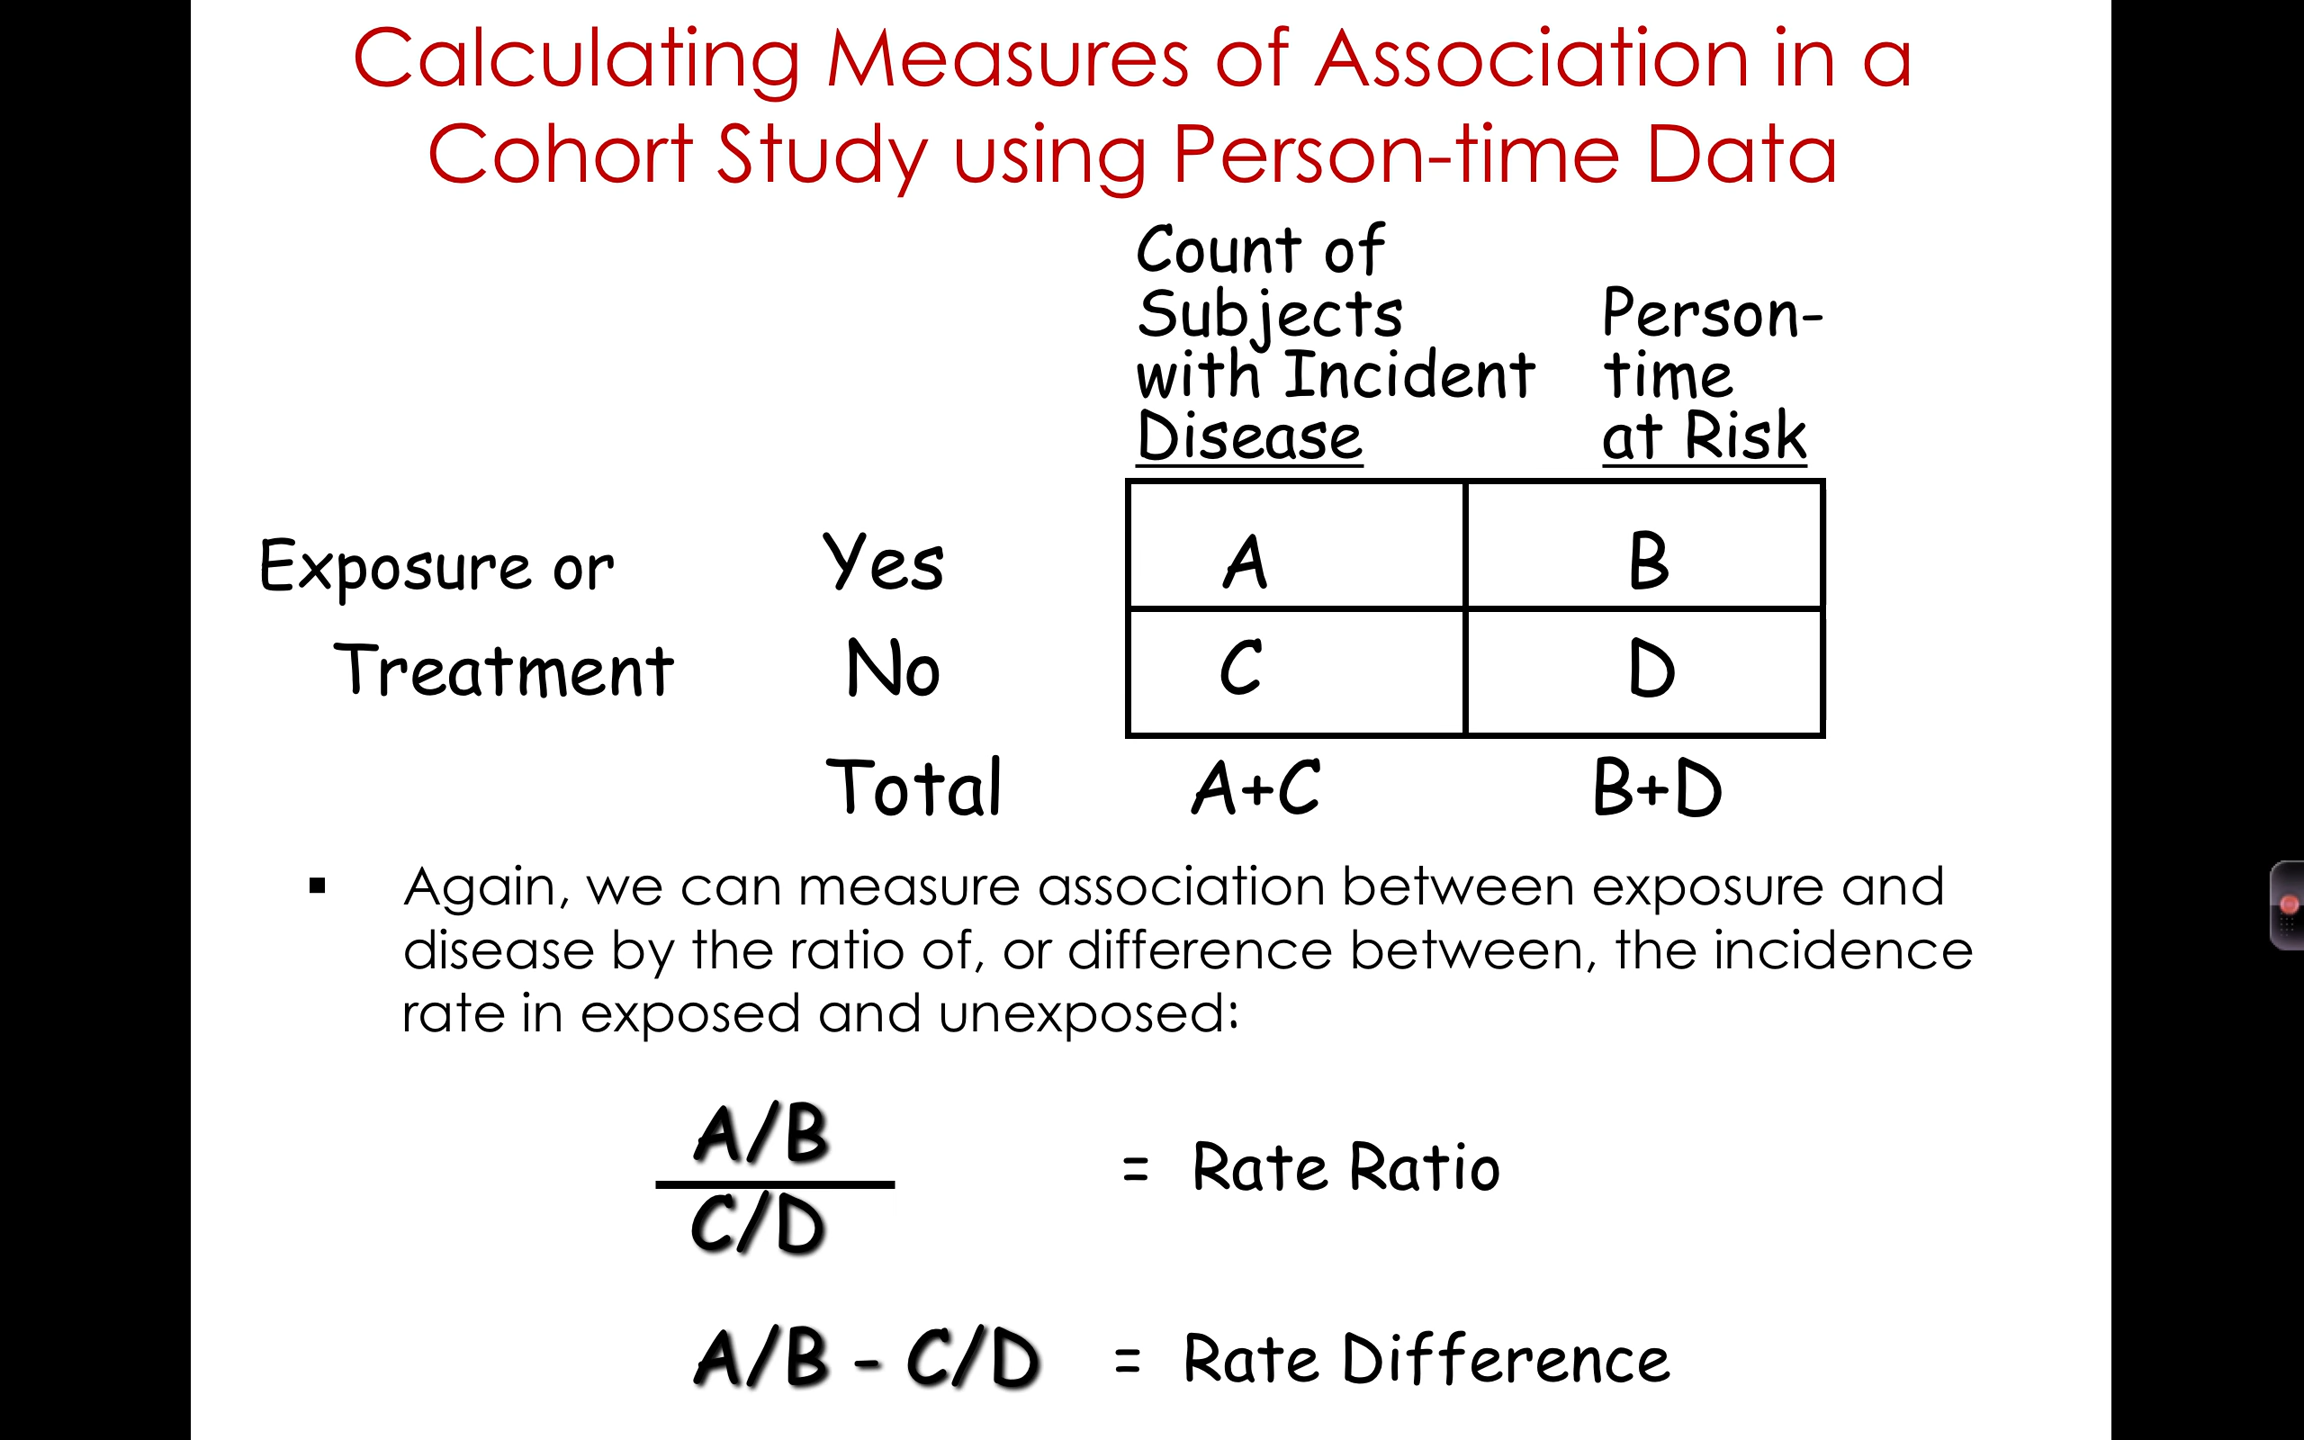 Calculating Measures of Association in a
Cohort Study using Person-time Data
Count of
Subjects
with Incident
Disease
Person-
time
at Risk
Exposure or Yes A B
Treatment No C D
Total A+C B+D
▪ Again, we can measure association between exposure and
disease by the ratio of, or difference between, the incidence
rate in exposed and unexposed:
A/B
C/D
= Rate Ratio
A/B - C/D = Rate Difference